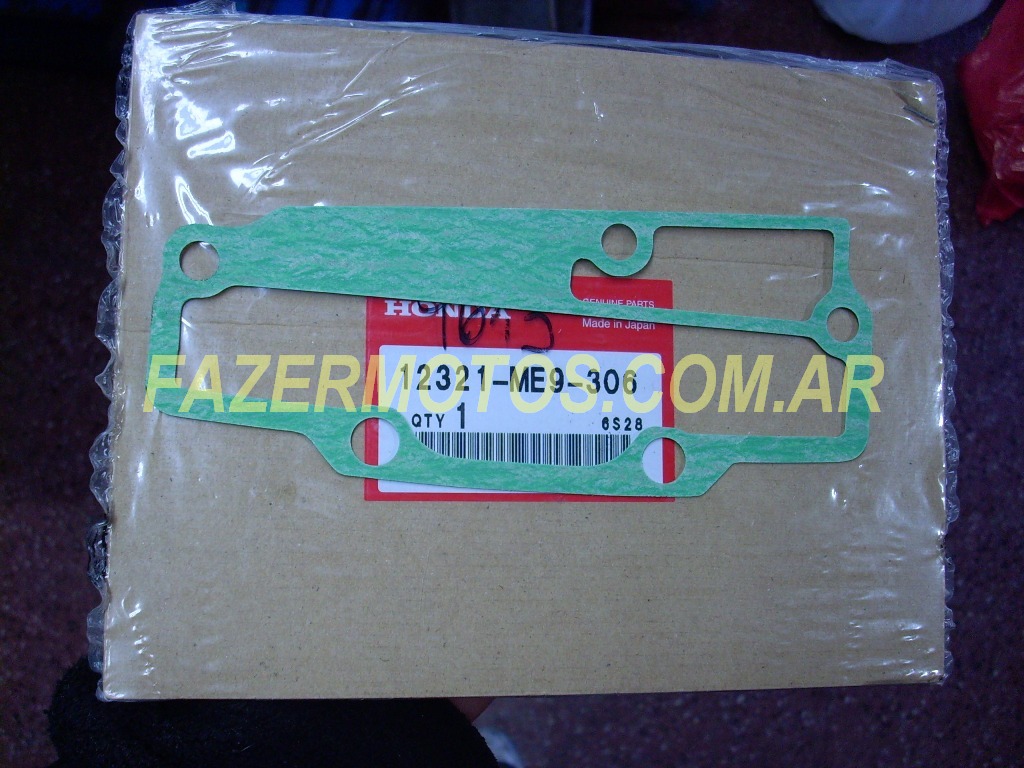 HONDA
GENUINE PARTS
Made in Japan
12321-ME9-306
FAZERMOTOS.COM.AR
QTY 1 6S28